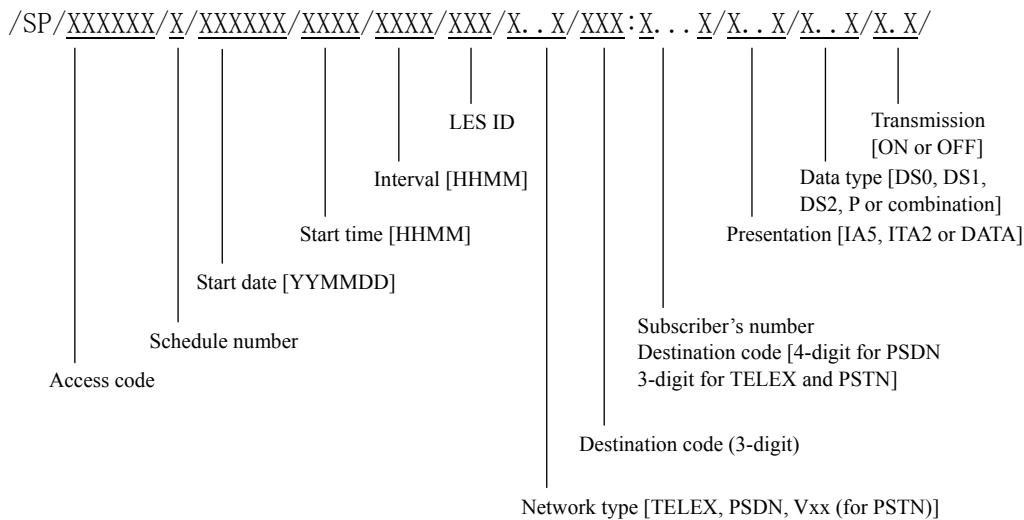 /SP/XXXXXX/X/XXXXXX/XXXX/XXXX/XXX/X..X/XXX:X...X/X..X/X..X/X.X/
LES ID
Transmission
[ON or OFF]
Interval [HHMM]
Data type [DS0, DS1,
DS2, P or combination]
Start time [HHMM]
Presentation [IA5, ITA2 or DATA]
Start date [YYMMDD]
Schedule number
Subscriber’s number
Destination code [4-digit for PSDN
3-digit for TELEX and PSTN]
Access code
Destination code (3-digit)
Network type [TELEX, PSDN, Vxx (for PSTN)]